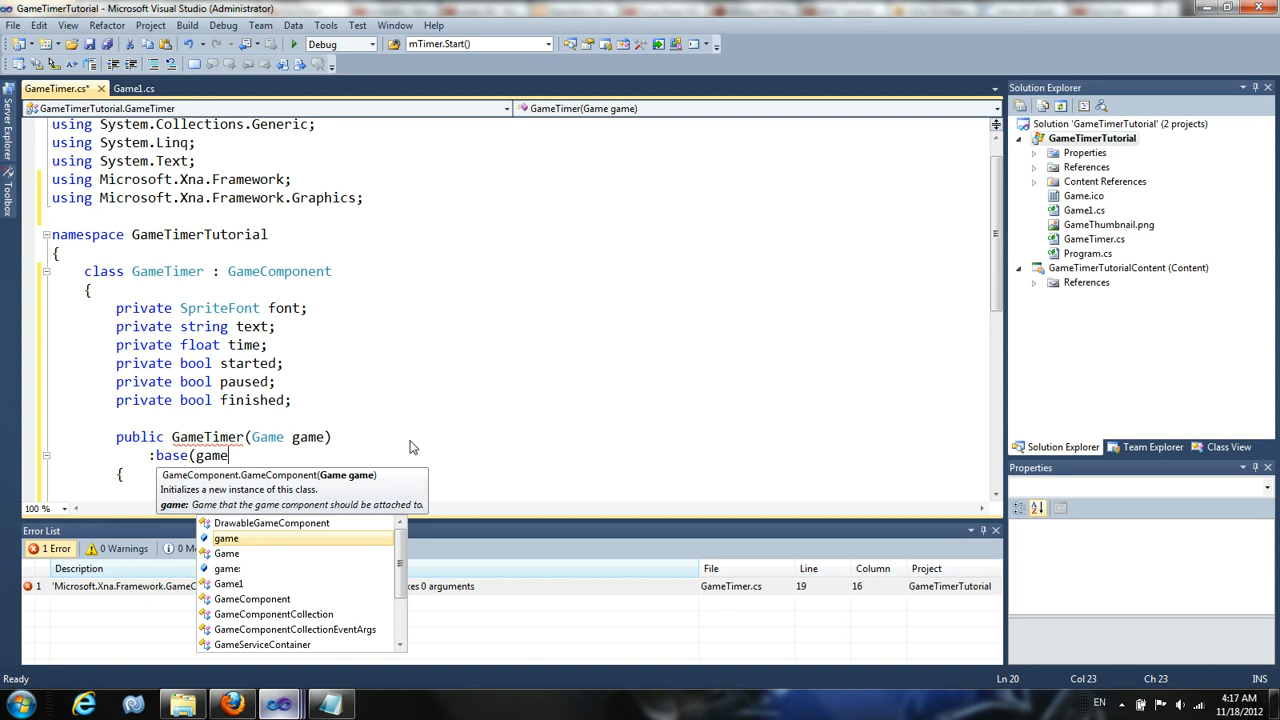 GameTimerTutorial - Microsoft Visual Studio (Administrator)
File Edit View Refactor Project Build Debug Team Data Tools Test Window Help
Debug mTimer.Start()
GameTimer.cs* Game1.cs
GameTimerTutorial.GameTimer GameTimer(Game game)
Server Explorer
Toolbox
using System.Collections.Generic;
using System.Linq;
using System.Text;
using Microsoft.Xna.Framework;
using Microsoft.Xna.Framework.Graphics;
namespace GameTimerTutorial
{
class GameTimer : GameComponent
{
private SpriteFont font;
private string text;
private float time;
private bool started;
private bool paused;
private bool finished;
public GameTimer(Game game)
:base(game
{
GameComponent.GameComponent(Game game)
Initializes a new instance of this class.
game: Game that the game component should be attached to.
100 %
DrawableGameComponent
game
Game
game:
Game1
GameComponent
GameComponentCollection
GameComponentCollectionEventArgs
GameServiceContainer
Error List
1 Error 0 Warnings 0 M
Description File Line Column Project
1 'Microsoft.Xna.Framework.GameC kes 0 arguments GameTimer.cs 19 16 GameTimerTutorial
Solution Explorer
Solution 'GameTimerTutorial' (2 projects)
GameTimerTutorial
Properties
References
Content References
Game.ico
Game1.cs
GameThumbnail.png
GameTimer.cs
Program.cs
GameTimerTutorialContent (Content)
References
Solution Explorer Team Explorer Class View
Properties
Ready Ln 20 Col 23 Ch 23 INS
EN 4:17 AM
11/18/2012